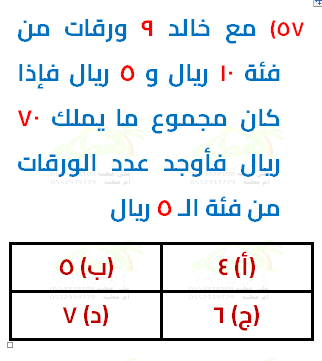 ٥٧) مع خالد ٩ ورقات من
فئة ١٠ ريال و ٥ ريال فإذا
كان مجموع ما يملك ٧٠
ريال فأوجد عدد الورقات
من فئة الـ ٥ ريال
(أ) ٤
(ب) ٥
(ج) ٦
(د) ٧